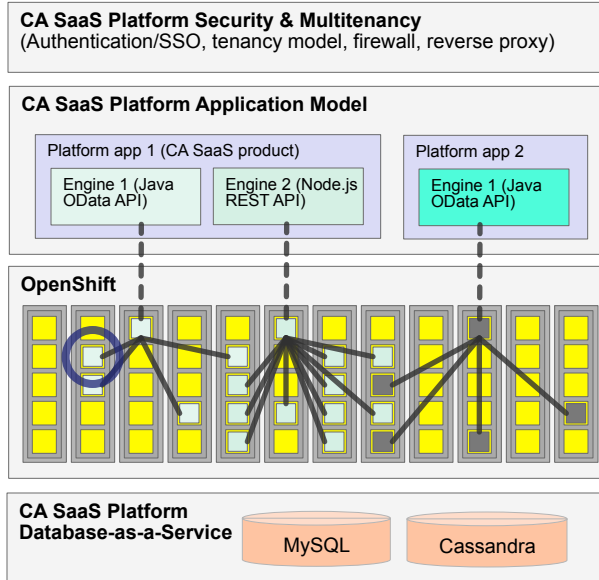 CA SaaS Platform Security & Multitenancy
(Authentication/SSO, tenancy model, firewall, reverse proxy)
CA SaaS Platform Application Model
Platform app 1 (CA SaaS product)
Engine 1 (Java
OData API)
Engine 2 (Node.js
REST API)
Platform app 2
Engine 1 (Java
OData API)
OpenShift
CA SaaS Platform
Database-as-a-Service
MySQL
Cassandra